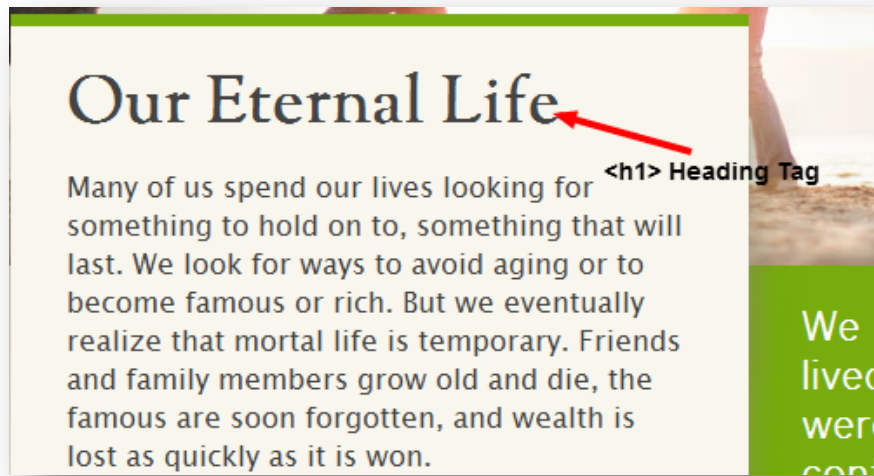 Our Eternal Life
<h1> Heading Tag
Many of us spend our lives looking for
something to hold on to, something that will
last. We look for ways to avoid aging or to
become famous or rich. But we eventually
realize that mortal life is temporary. Friends
and family members grow old and die, the
famous are soon forgotten, and wealth is
lost as quickly as it is won.
We